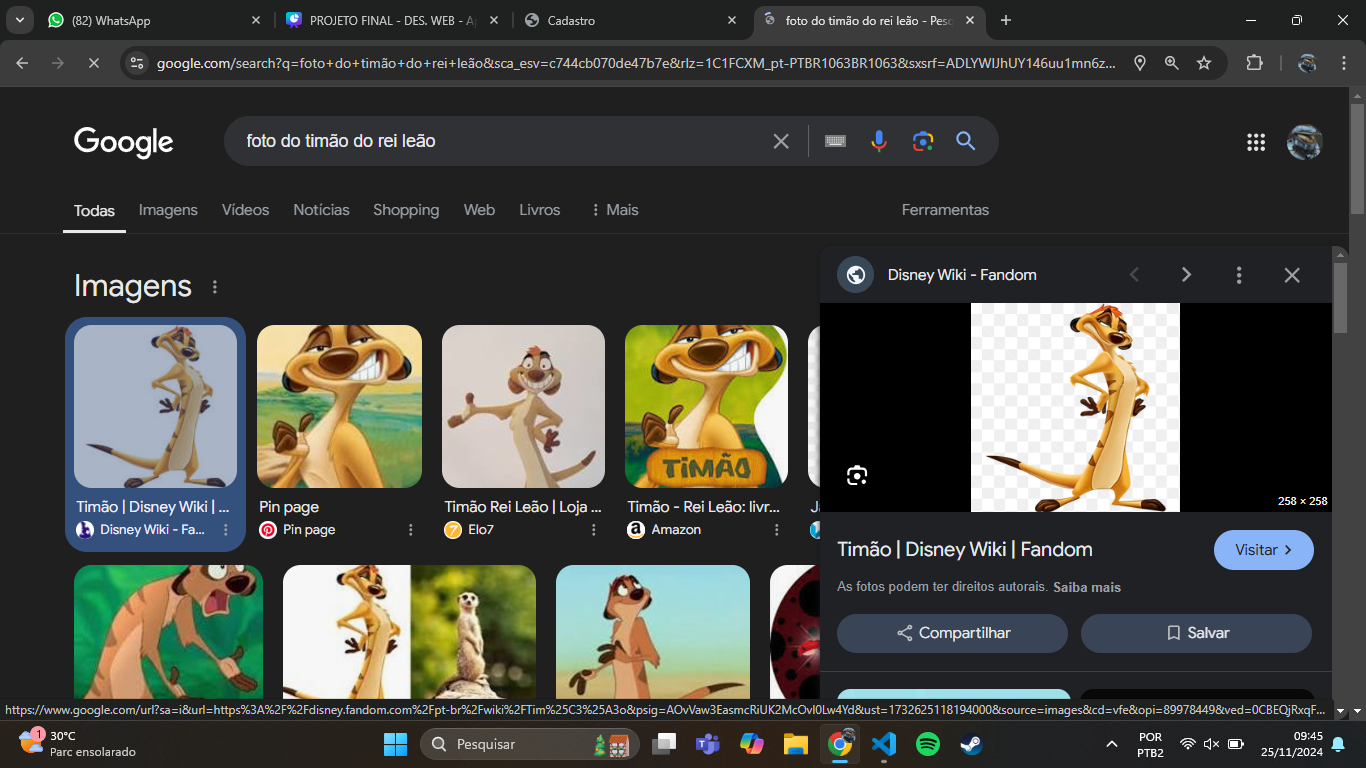 (82) WhatsApp
PROJETO FINAL - DES. WEB - A
Cadastro
foto do timão do rei leão - Pesq
google.com/search?q=foto+do+timão+do+rei+leão&sca_esv=c744cb070de47b7e&rlz=1C1FCXM_pt-PTBR1063BR1063&sxsrf=ADLYWIJhUY146uu1mn6z...
Google
foto do timão do rei leão
Todas
Imagens
Vídeos
Notícias
Shopping
Web
Livros
Mais
Ferramentas
Imagens
Disney Wiki - Fandom
TIMÃO
258 × 258
Timão | Disney Wiki | ...
Pin page
Timão Rei Leão | Loja ...
Timão - Rei Leão: livr...
Disney Wiki - Fa...
Pin page
Elo7
Amazon
Timão | Disney Wiki | Fandom
Visitar
As fotos podem ter direitos autorais. Saiba mais
Compartilhar
Salvar
https://www.google.com/url?sa=i&url=https%3A%2F%2Fdisney.fandom.com%2Fpt-br%2Fwiki%2FTim%25C3%25A3o&psig=AOvVaw3EasmcRiUK2McOvl0Lw4Yd&ust=1732625118194000&source=images&cd=vfe&opi=89978449&ved=0CBEQjRxqF...
1
30°C
Parc ensolarado
Pesquisar
POR
PTB2
09:45
25/11/2024